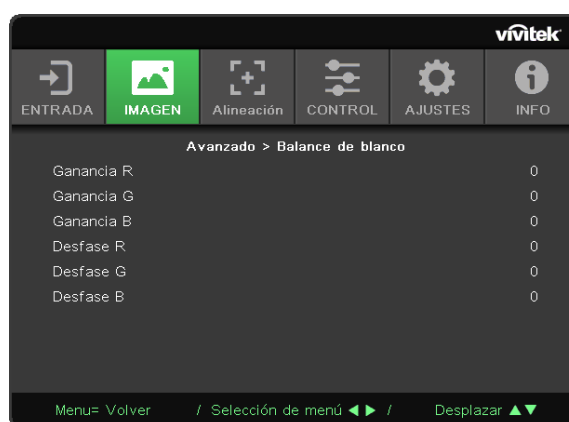 vivitek
ENTRADA IMAGEN Alineación CONTROL AJUSTES INFO
Avanzado > Balance de blanco
Ganancia R 0
Ganancia G 0
Ganancia B 0
Desfase R 0
Desfase G 0
Desfase B 0
Menu= Volver / Selección de menú ◀ ▶ / Desplazar ▲▼